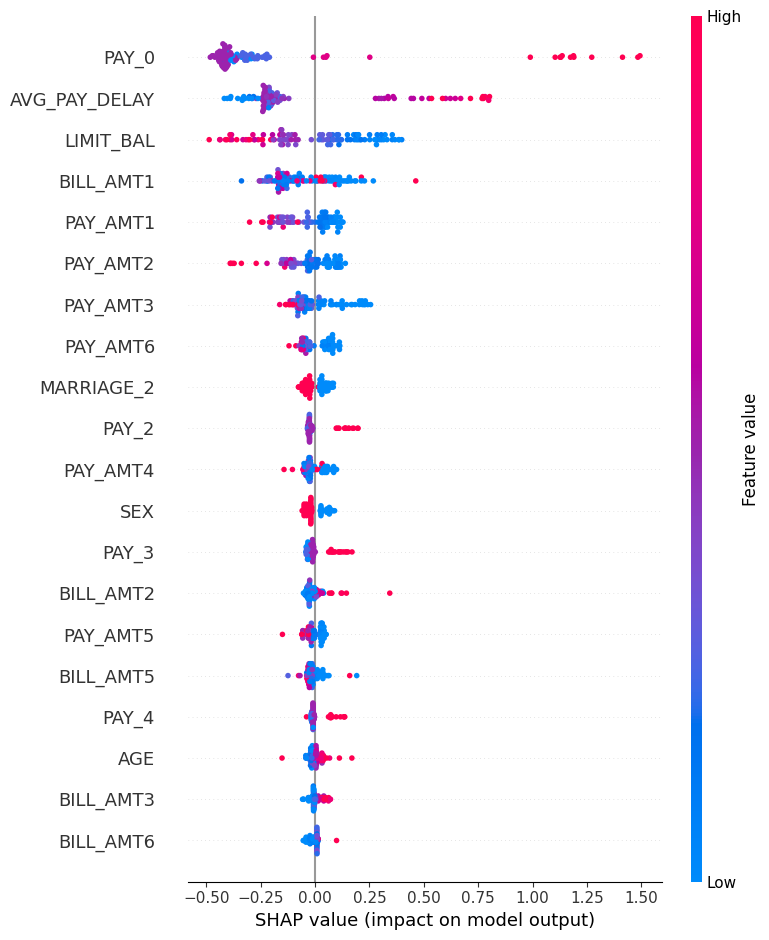 High
PAY_0
AVG_PAY_DELAY
LIMIT_BAL
BILL_AMT1
PAY_AMT1
PAY_AMT2
PAY_AMT3
PAY_AMT6
MARRIAGE_2
PAY_2
PAY_AMT4
SEX
PAY_3
BILL_AMT2
PAY_AMT5
BILL_AMT5
PAY_4
AGE
BILL_AMT3
BILL_AMT6
Feature value
Low
−0.50 −0.25 0.00 0.25 0.50 0.75 1.00 1.25 1.50
SHAP value (impact on model output)